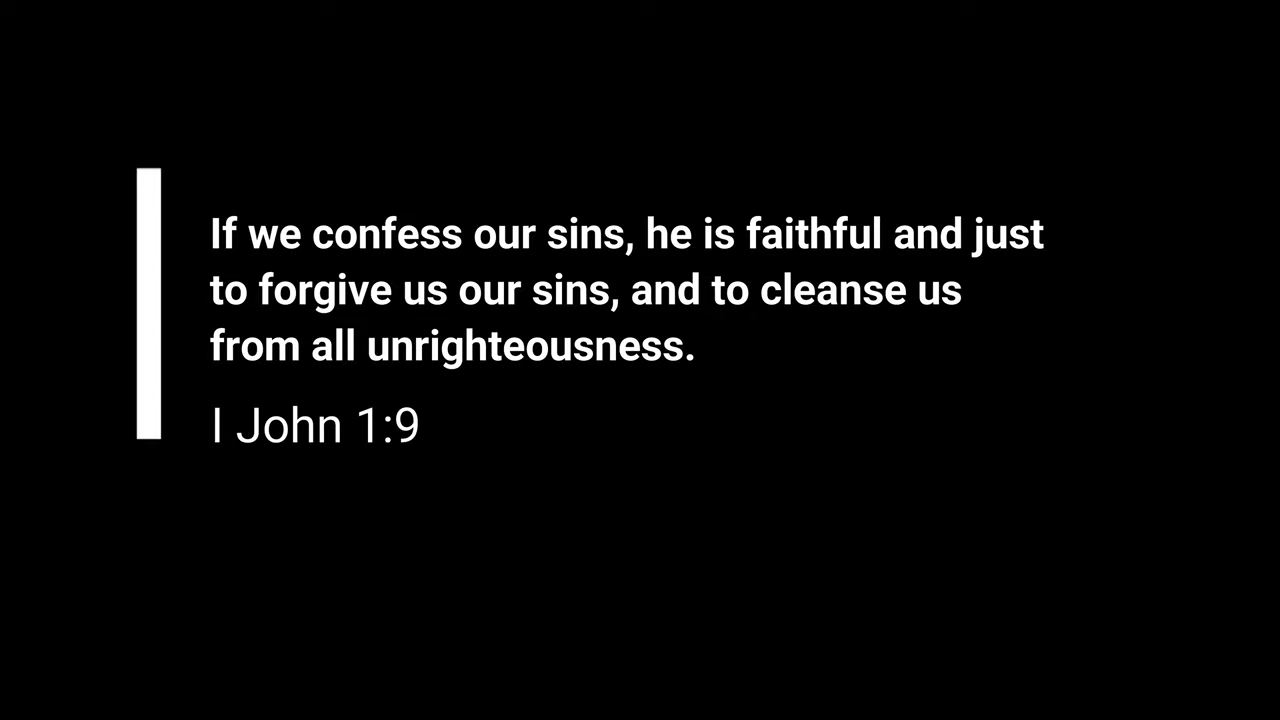 If we confess our sins, he is faithful and just
to forgive us our sins, and to cleanse us
from all unrighteousness.
I John 1:9